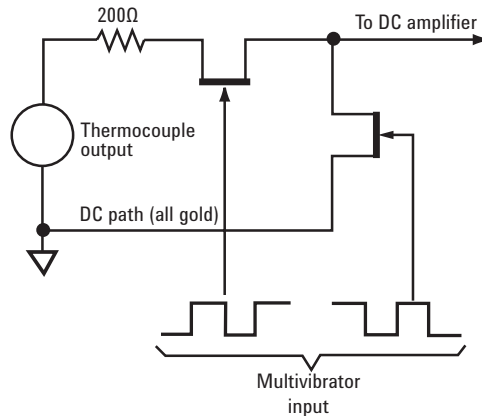 200Ω
To DC amplifier
Thermocouple
output
DC path (all gold)
Multivibrator
input